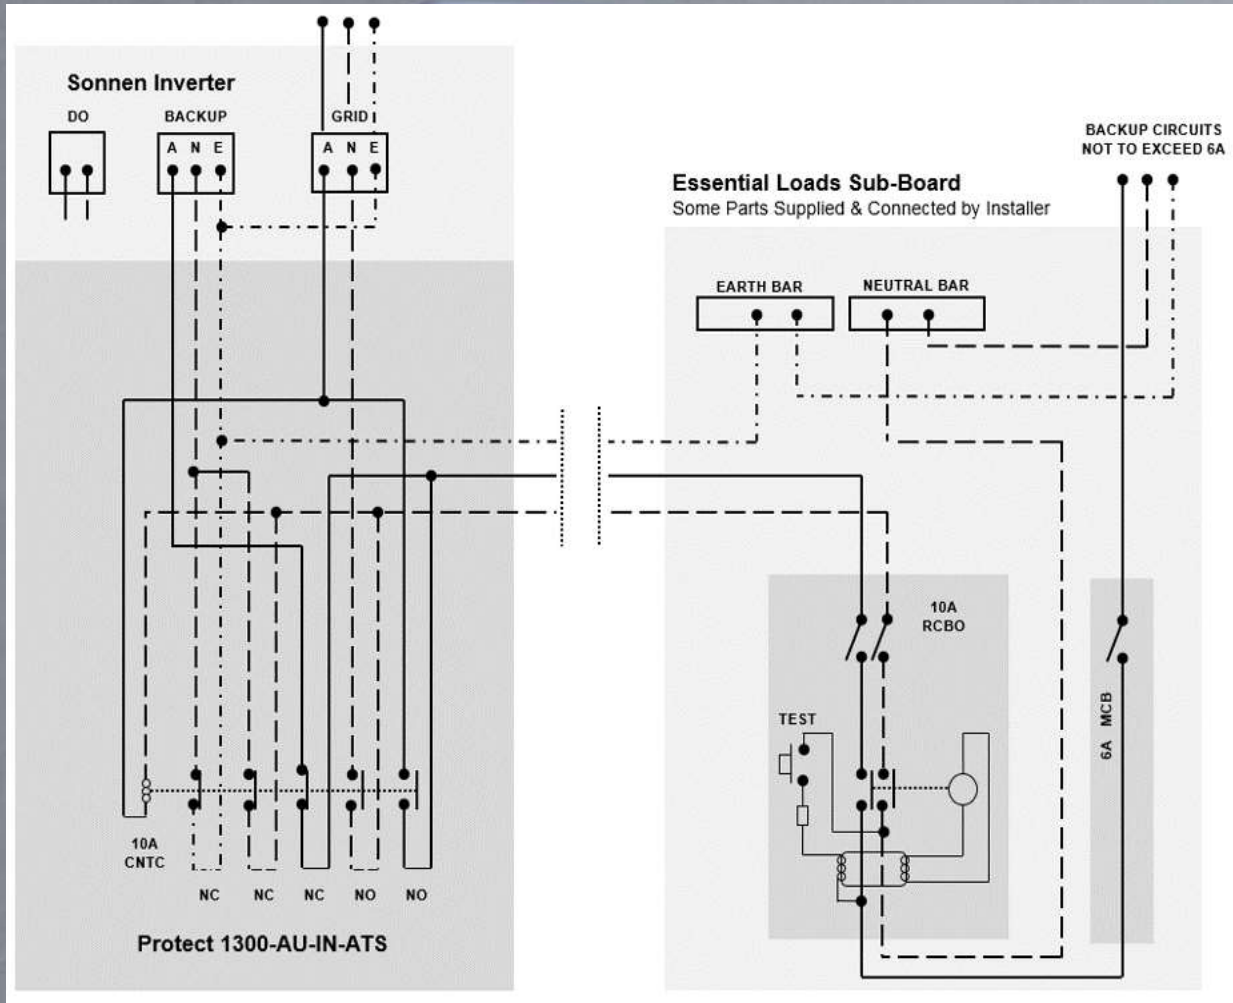 Sonnen Inverter
DO
BACKUP
GRID
A N E
A N E
BACKUP CIRCUITS
NOT TO EXCEED 6A
Essential Loads Sub-Board
Some Parts Supplied & Connected by Installer
EARTH BAR
NEUTRAL BAR
10A
RCBO
TEST
6A MCB
10A
CNTC
NC
NC
NC
NO
NO
Protect 1300-AU-IN-ATS